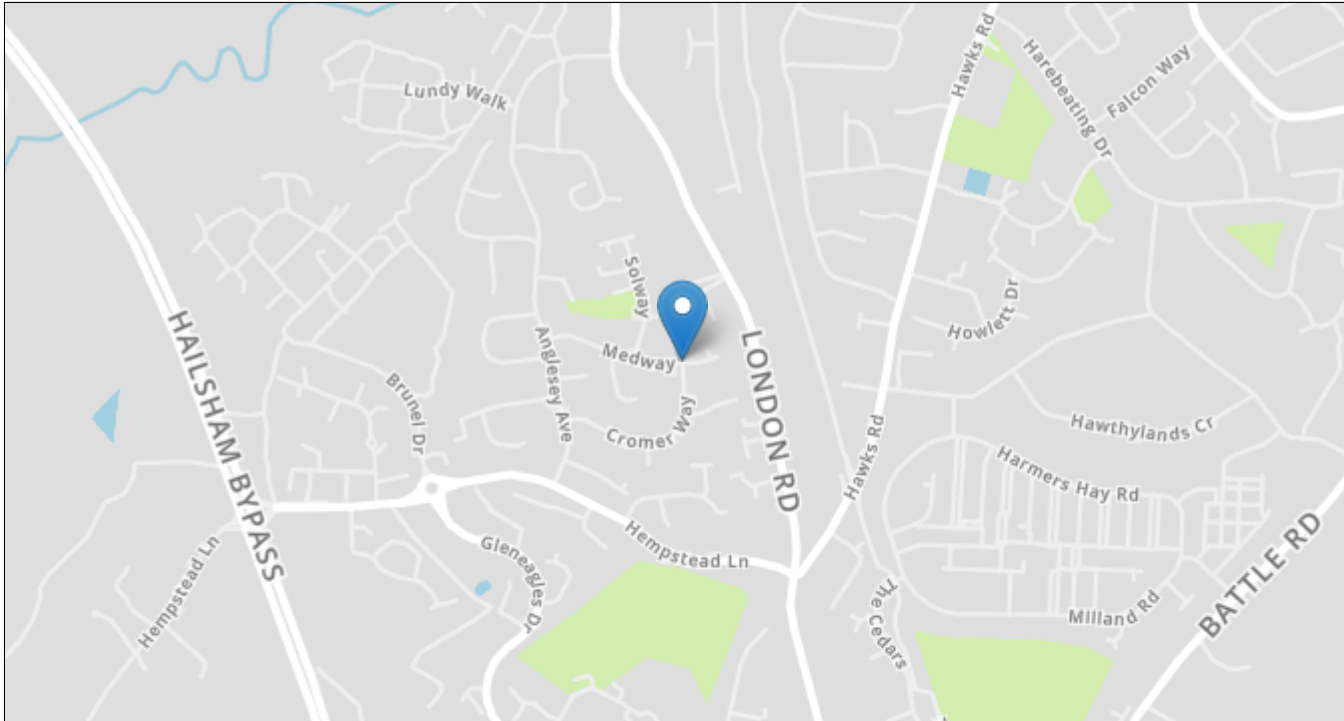 Hawks Rd
Harebeating Dr
Falcon Way
Lundy Walk
Solway
Howlett Dr
HAILSHAM BYPASS
Anglesey Ave
Medway
LONDON RD
Brunel Dr
Cromer Way
Hawthylands Cr
Hawks Rd
Harmers Hay Rd
Hempstead Ln
Gleneagles Dr
Hempstead Ln
The Cedars
Milland Rd
BATTLE RD